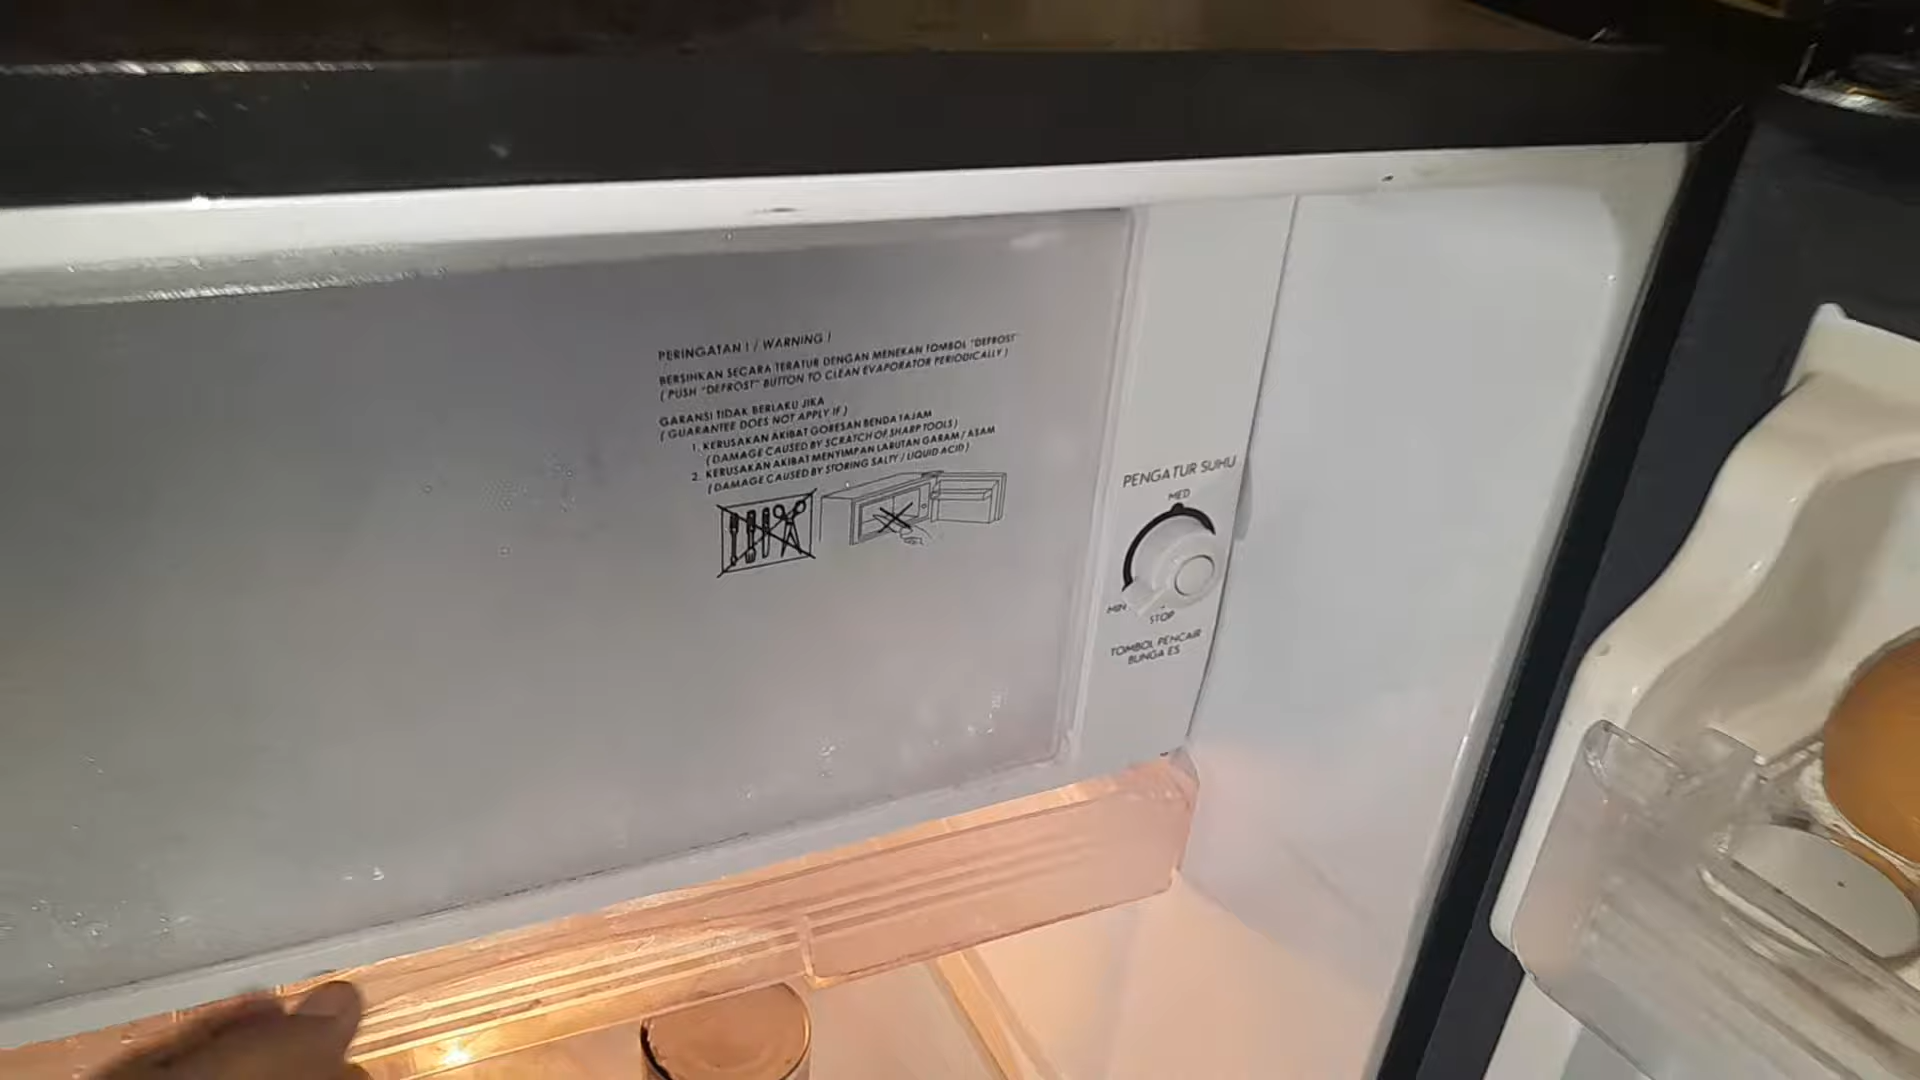 PERINGATAN ! / WARNING !
BERSIHKAN SECARA TERATUR DENGAN MENEKAN TOMBOL "DEFROST"
( PUSH "DEFROST" BUTTON TO CLEAN EVAPORATOR PERIODICALLY )
GARANSI TIDAK BERLAKU JIKA
( GUARANTEE DOES NOT APPLY IF )
1. KERUSAKAN AKIBAT GORESAN BENDA TAJAM
(DAMAGE CAUSED BY SCRATCH OF SHARP TOOLS)
2. KERUSAKAN AKIBAT MENYIMPAN LARUTAN GARAM / ASAM
(DAMAGE CAUSED BY STORING SALTY / LIQUID ACID)
PENGATUR SUHU
MED
MIN
STOP
TOMBOL PENCAIR
BUNGA ES